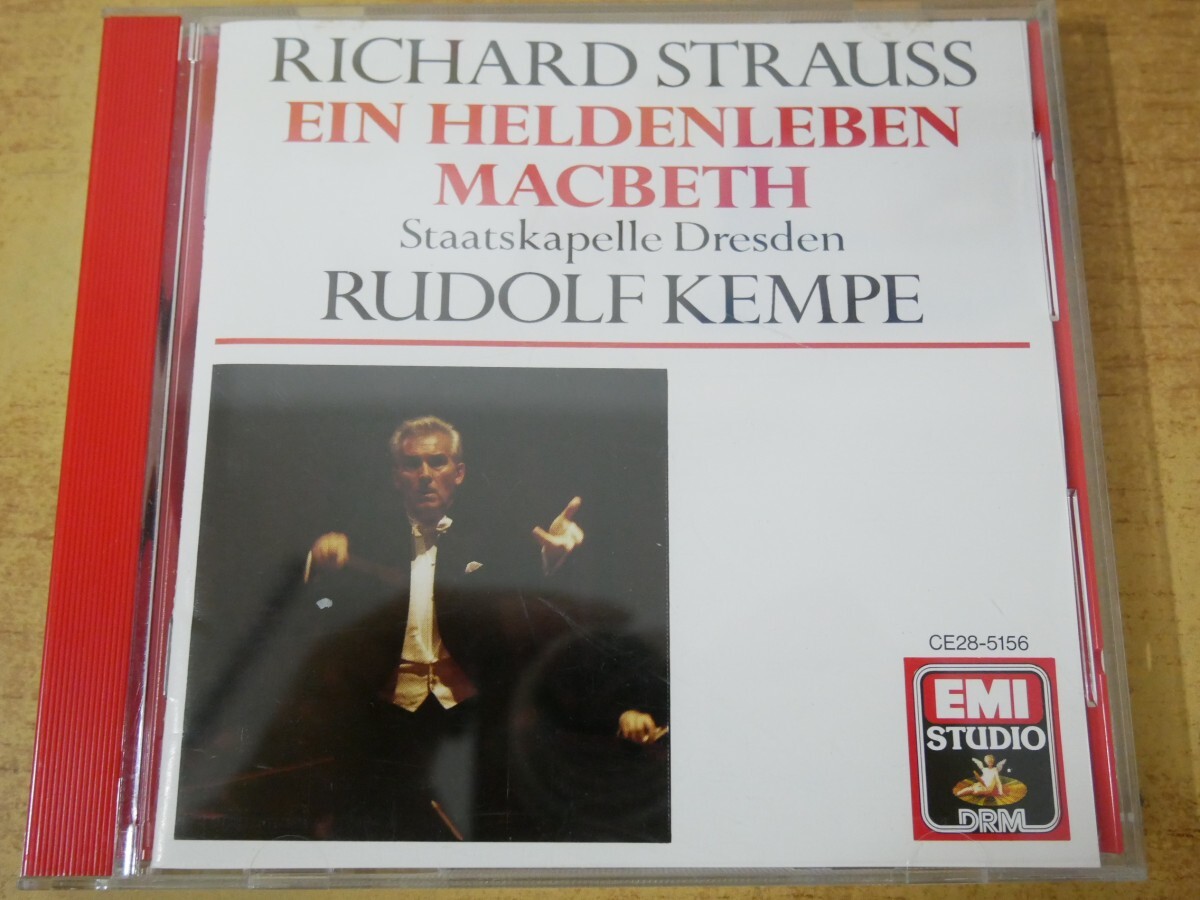 RICHARD STRAUSS
EIN HELDENLEBEN
MACBETH
Staatskapelle Dresden
RUDOLF KEMPE
CE28-5156
EMI
STUDIO
DRM